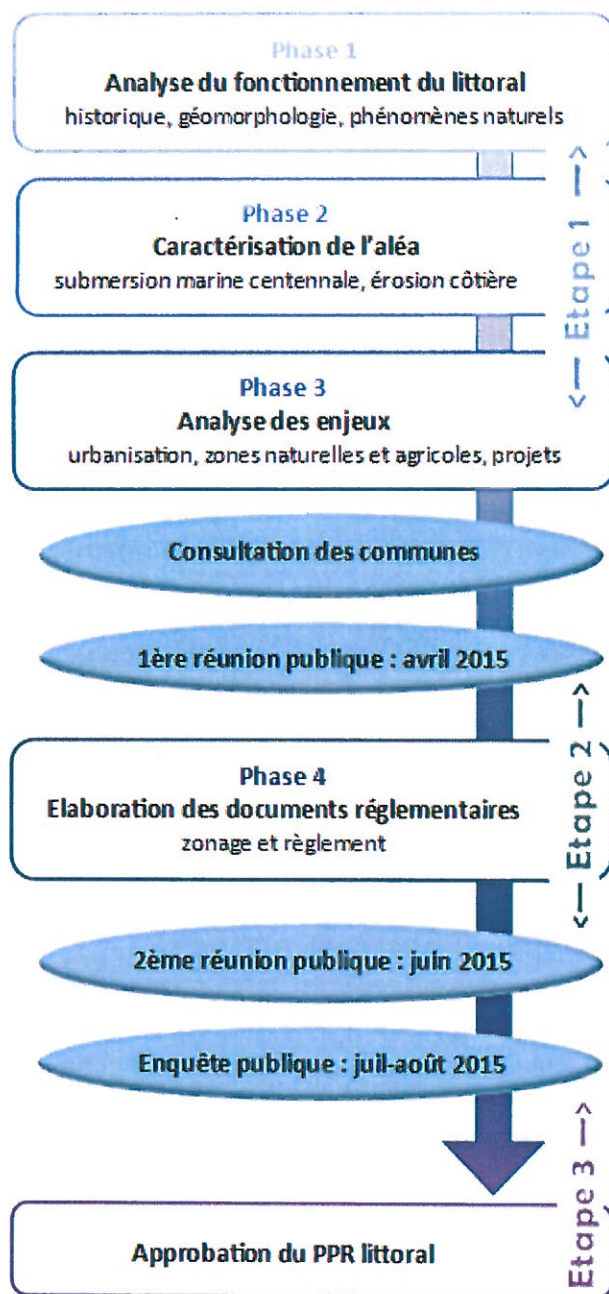 Phase 1
Analyse du fonctionnement du littoral
historique, géomorphologie, phénomènes naturels
Phase 2
Caractérisation de l'aléa
submersion marine centennale, érosion côtière
<— Etape 1 —>
Phase 3
Analyse des enjeux
urbanisation, zones naturelles et agricoles, projets
Consultation des communes
1ère réunion publique : avril 2015
Phase 4
Elaboration des documents réglementaires
zonage et règlement
<— Etape 2 —>
2ème réunion publique : juin 2015
Enquête publique : juil-août 2015
Etape 3 —>
Approbation du PPR littoral